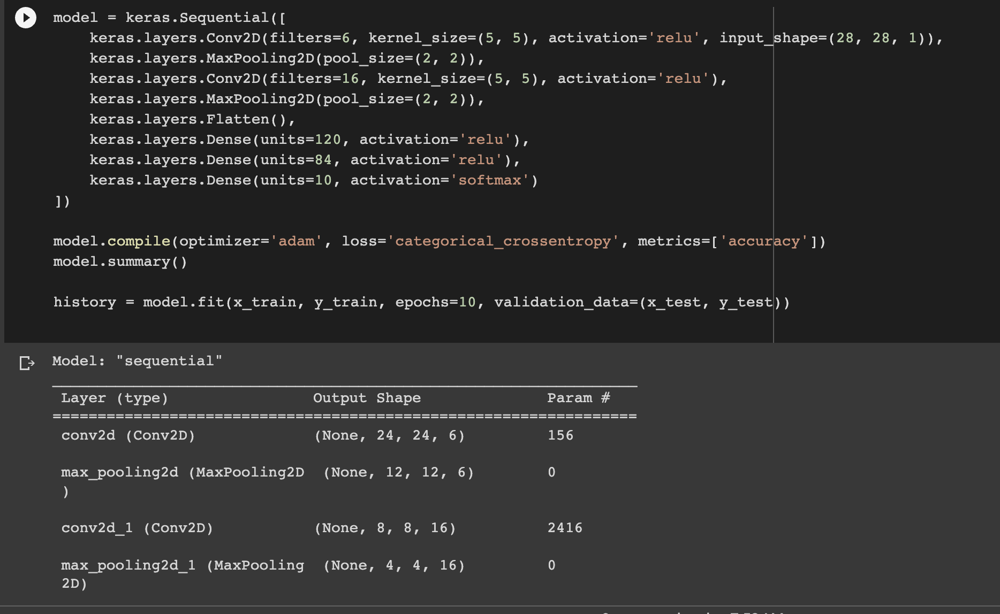 model = keras.Sequential([
    keras.layers.Conv2D(filters=6, kernel_size=(5, 5), activation='relu', input_shape=(28, 28, 1)),
    keras.layers.MaxPooling2D(pool_size=(2, 2)),
    keras.layers.Conv2D(filters=16, kernel_size=(5, 5), activation='relu'),
    keras.layers.MaxPooling2D(pool_size=(2, 2)),
    keras.layers.Flatten(),
    keras.layers.Dense(units=120, activation='relu'),
    keras.layers.Dense(units=84, activation='relu'),
    keras.layers.Dense(units=10, activation='softmax')
])
model.compile(optimizer='adam', loss='categorical_crossentropy', metrics=['accuracy'])
model.summary()
history = model.fit(x_train, y_train, epochs=10, validation_data=(x_test, y_test))
Model: "sequential"
_________________________________________________________________
 Layer (type)                Output Shape              Param #
=================================================================
 conv2d (Conv2D)             (None, 24, 24, 6)         156
 max_pooling2d (MaxPooling2D  (None, 12, 12, 6)        0
 )
 conv2d_1 (Conv2D)           (None, 8, 8, 16)          2416
 max_pooling2d_1 (MaxPooling  (None, 4, 4, 16)         0
 2D)